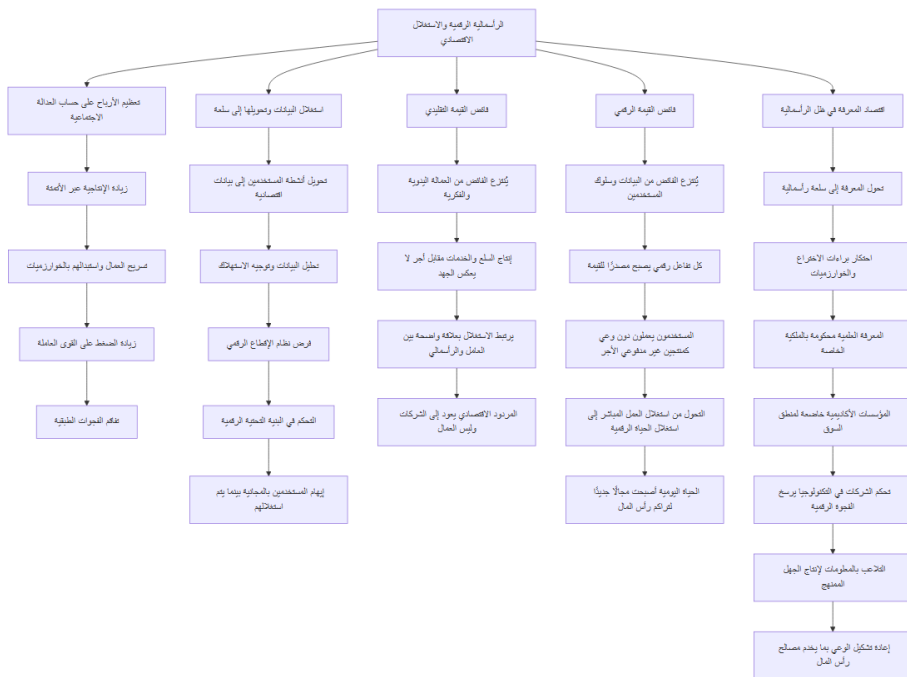 الرأسمالية الرقمية والاستغلال
الاقتصادي
تعظيم الأرباح على حساب العدالة
الاجتماعية
زيادة الإنتاجية عبر الأتمتة
تسريح العمال واستبدالهم بالخوارزميات
زيادة الضغط على القوى العاملة
تفاقم الفجوات الطبقية
استغلال البيانات وتحويلها إلى سلعة
تحويل أنشطة المستخدمين إلى بيانات
اقتصادية
تحليل البيانات وتوجيه الاستهلاك
فرض نظام الإقطاع الرقمي
التحكم في البنية التحتية الرقمية
إيهام المستخدمين بالمجانية بينما يتم
استغلالهم
فائض القيمة التقليدي
يُنتزع الفائض من العمالة اليدوية
والفكرية
إنتاج السلع والخدمات مقابل أجر لا
يعكس الجهد
يرتبط الاستغلال بعلاقة واضحة بين
العامل والرأسمالي
المردود الاقتصادي يعود إلى الشركات
وليس العمال
فائض القيمة الرقمي
يُنتزع الفائض من البيانات وسلوك
المستخدمين
كل تفاعل رقمي يصبح مصدرًا للقيمة
المستخدمون يعملون دون وعي
كمنتجين غير مدفوعي الأجر
التحول من استغلال العمل المباشر إلى
استغلال الحياة الرقمية
الحياة اليومية أصبحت مجالًا جديدًا
لتراكم رأس المال
اقتصاد المعرفة في ظل الرأسمالية
تحول المعرفة إلى سلعة رأسمالية
احتكار براءات الاختراع
والخوارزميات
المعرفة العلمية محكومة بالملكية
الخاصة
المؤسسات الأكاديمية خاضعة لمنطق
السوق
تحكم الشركات في التكنولوجيا يرسخ
الفجوة الرقمية
التلاعب بالمعلومات لإنتاج الجهل
الممنهج
إعادة تشكيل الوعي بما يخدم مصالح
رأس المال